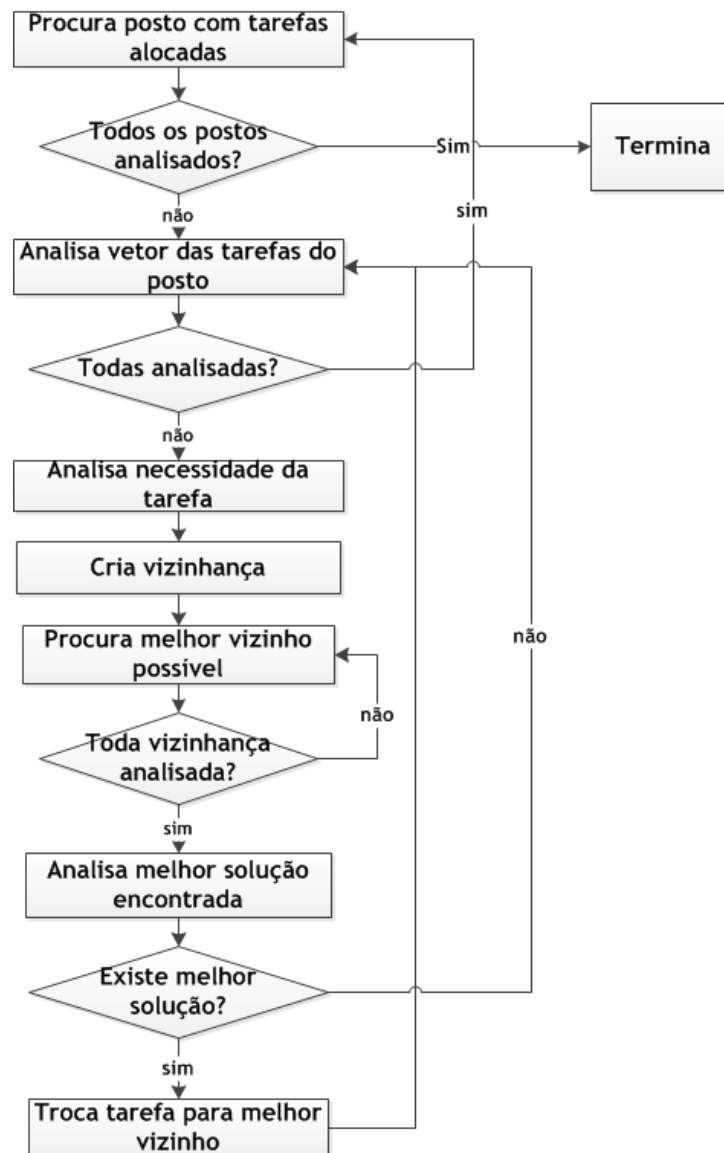 Procura posto com tarefas
alocadas
Todos os postos
analisados?
Sim
Termina
não
sim
Analisa vetor das tarefas do
posto
Todas analisadas?
não
Analisa necessidade da
tarefa
Cria vizinhança
Procura melhor vizinho
possível
não
não
Toda vizinhança
analisada?
sim
Analisa melhor solução
encontrada
Existe melhor
solução?
sim
Troca tarefa para melhor
vizinho